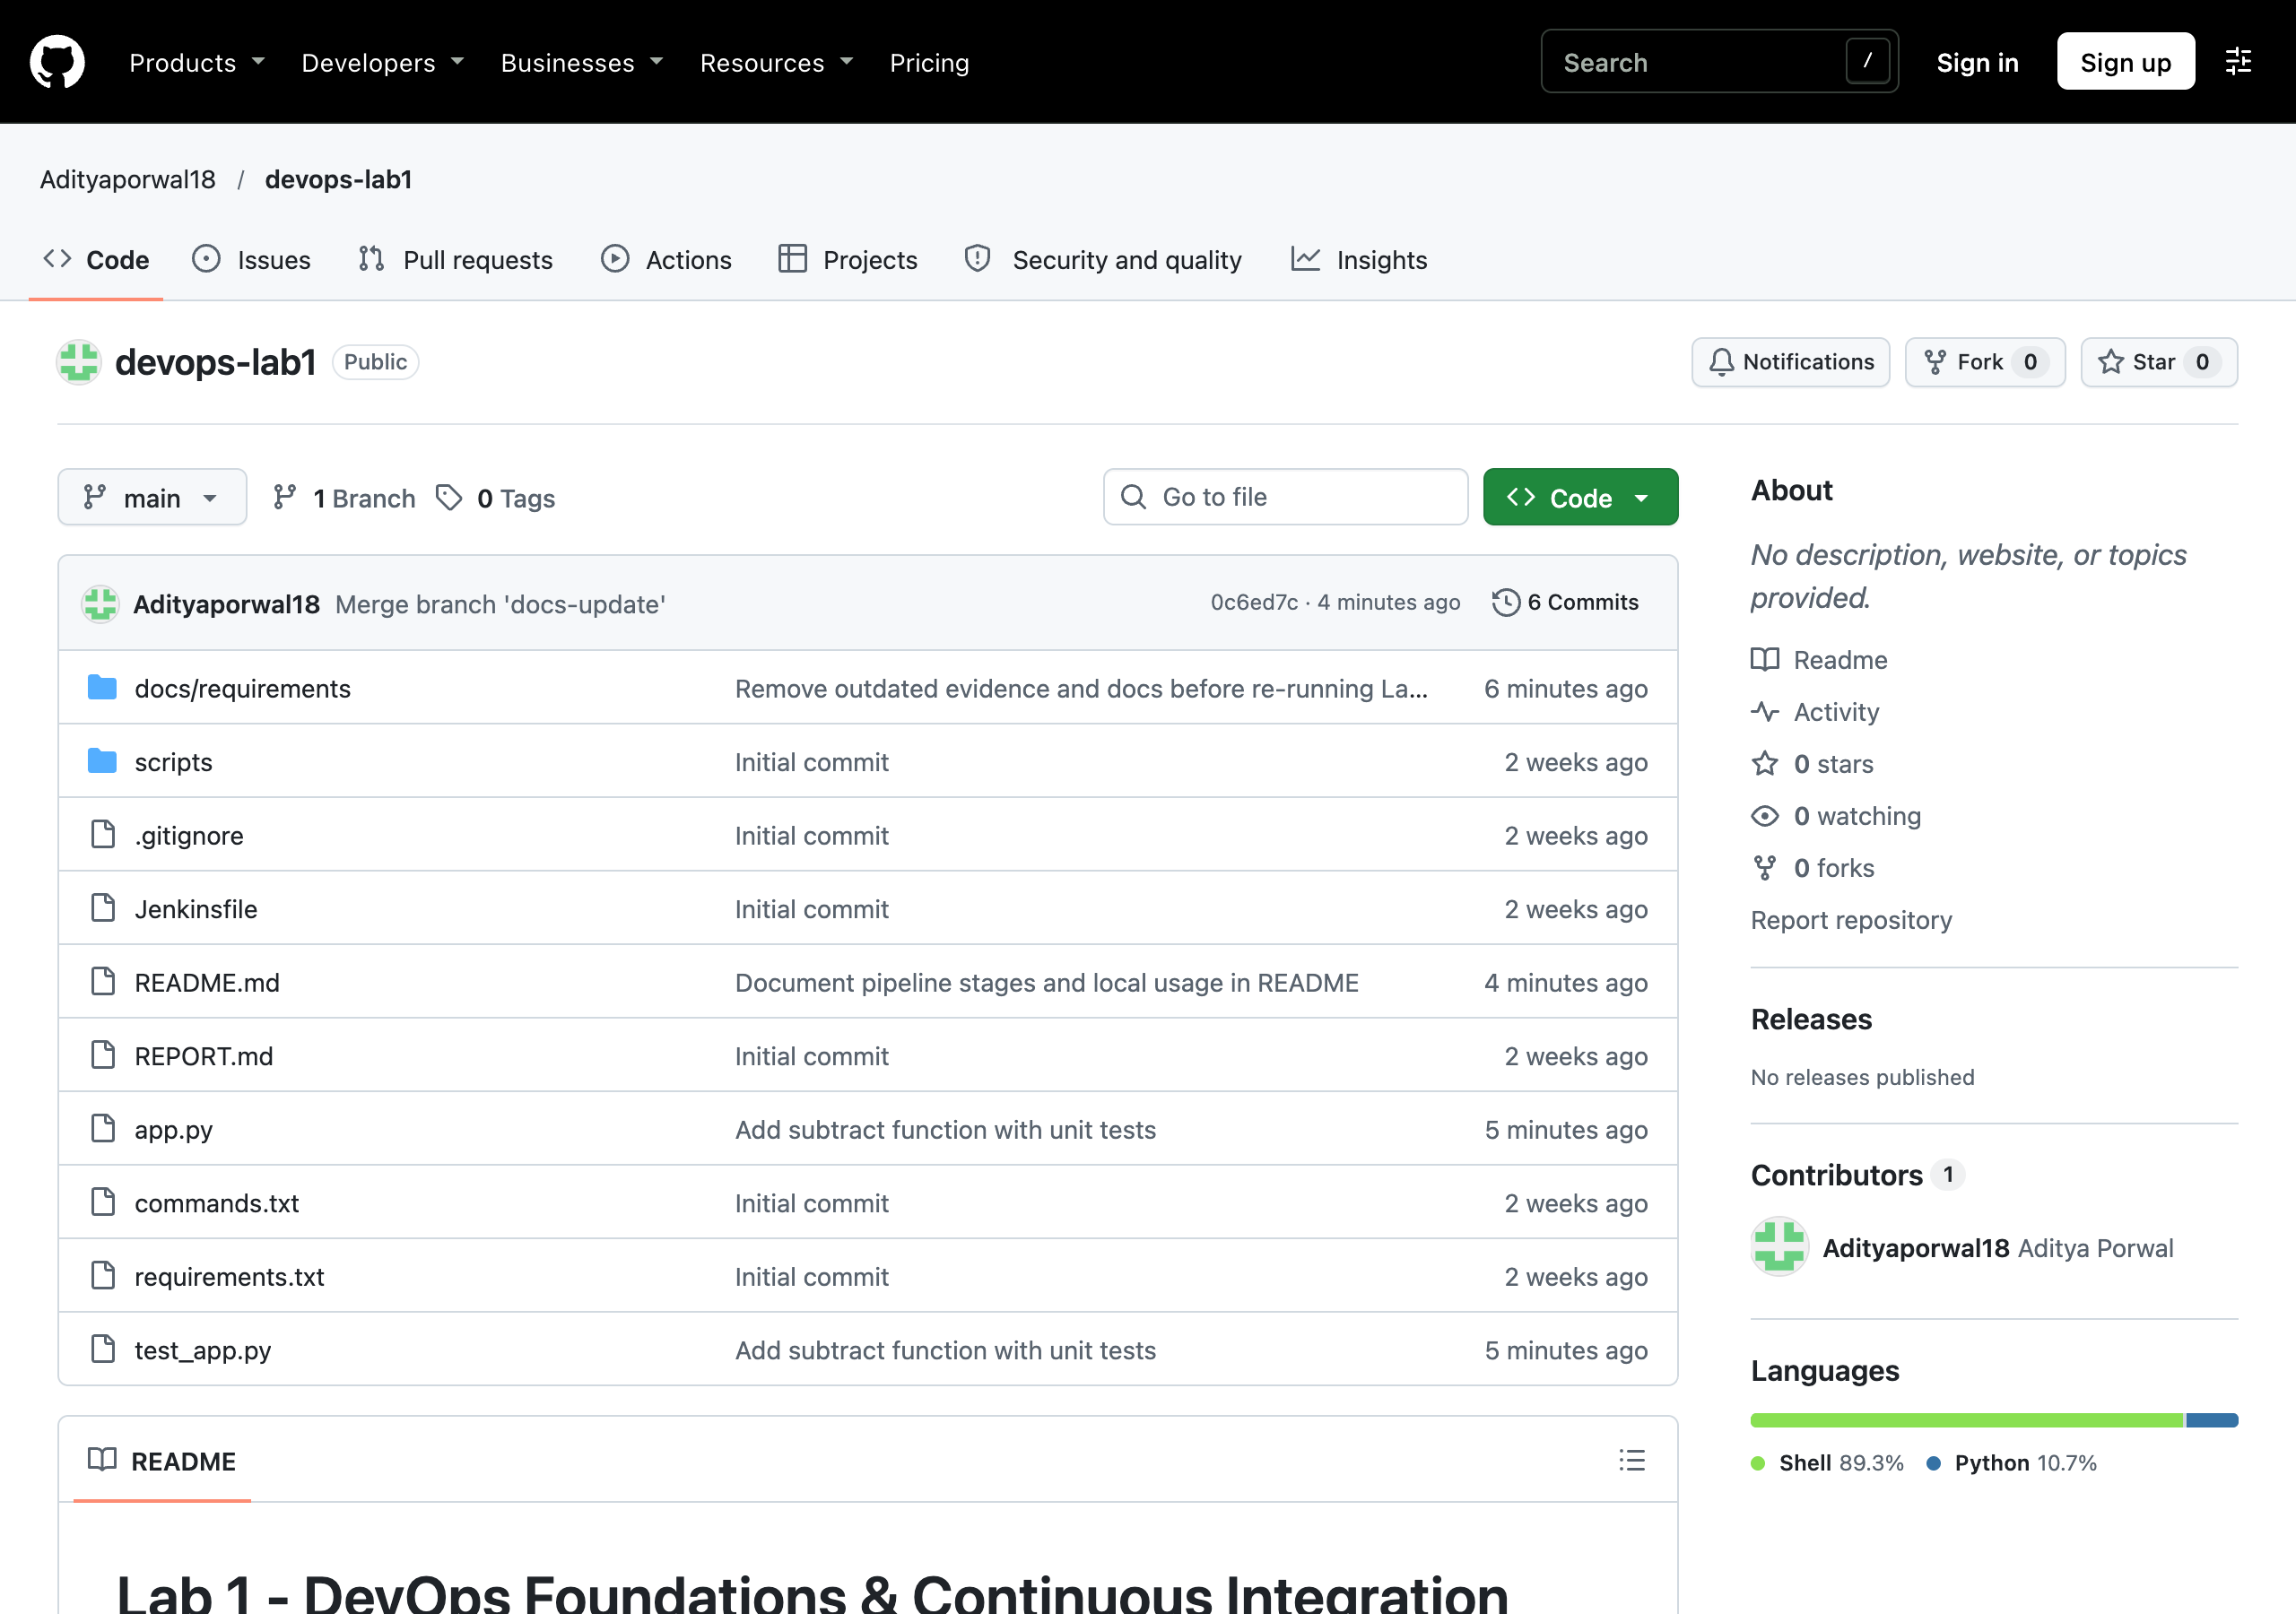 Products Developers Businesses Resources Pricing Search / Sign in Sign up
Adityaporwal18 / devops-lab1
Code Issues Pull requests Actions Projects Security and quality Insights
devops-lab1 Public Notifications Fork 0 Star 0
main 1 Branch 0 Tags Go to file Code
Adityaporwal18 Merge branch 'docs-update' 0c6ed7c · 4 minutes ago 6 Commits
docs/requirements Remove outdated evidence and docs before re-running La... 6 minutes ago
scripts Initial commit 2 weeks ago
.gitignore Initial commit 2 weeks ago
Jenkinsfile Initial commit 2 weeks ago
README.md Document pipeline stages and local usage in README 4 minutes ago
REPORT.md Initial commit 2 weeks ago
app.py Add subtract function with unit tests 5 minutes ago
commands.txt Initial commit 2 weeks ago
requirements.txt Initial commit 2 weeks ago
test_app.py Add subtract function with unit tests 5 minutes ago
README
Lab 1 - DevOps Foundations & Continuous Integration
About
No description, website, or topics
provided.
Readme
Activity
0 stars
0 watching
0 forks
Report repository
Releases
No releases published
Contributors 1
Adityaporwal18 Aditya Porwal
Languages
Shell 89.3% Python 10.7%